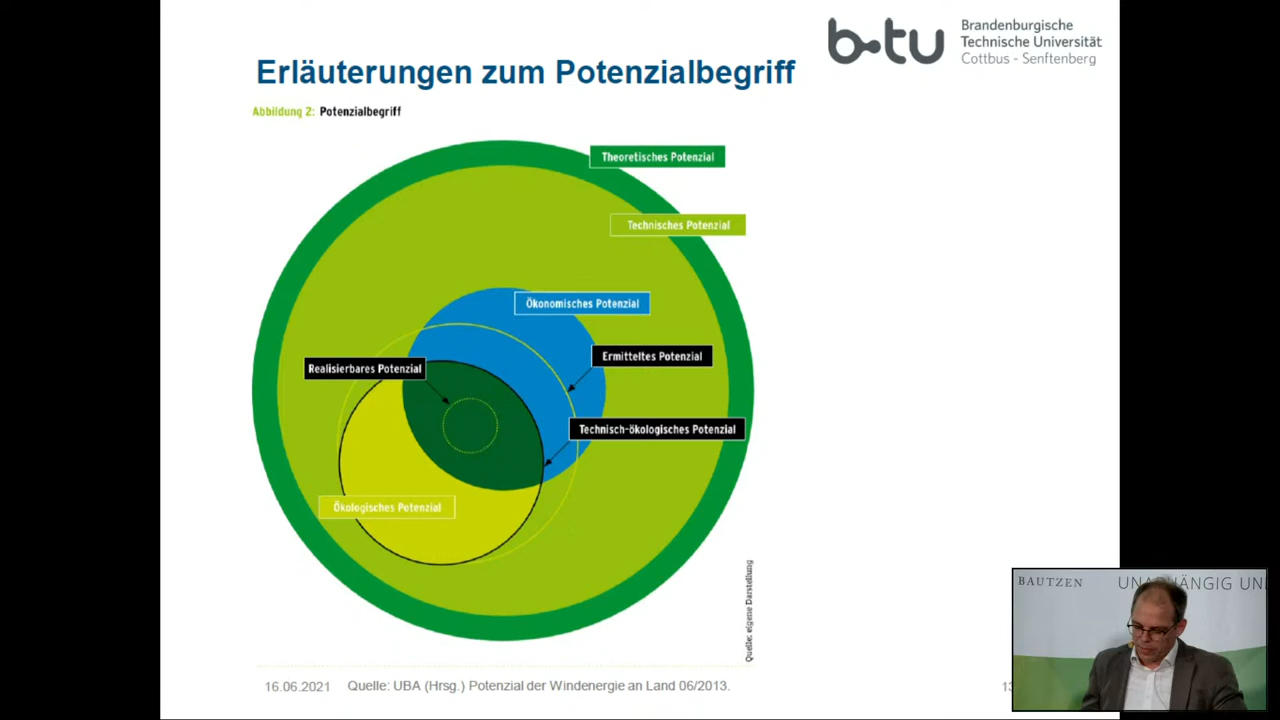 b-tu
Brandenburgische
Technische Universität
Cottbus - Senftenberg
Erläuterungen zum Potenzialbegriff
Abbildung 2: Potenzialbegriff
Theoretisches Potenzial
Technisches Potenzial
Ökonomisches Potenzial
Ermitteltes Potenzial
Realisierbares Potenzial
Technisch-ökologisches Potenzial
Ökologisches Potenzial
Quelle: eigene Darstellung
16.06.2021
Quelle: UBA (Hrsg.) Potenzial der Windenergie an Land 06/2013.
BAUTZEN